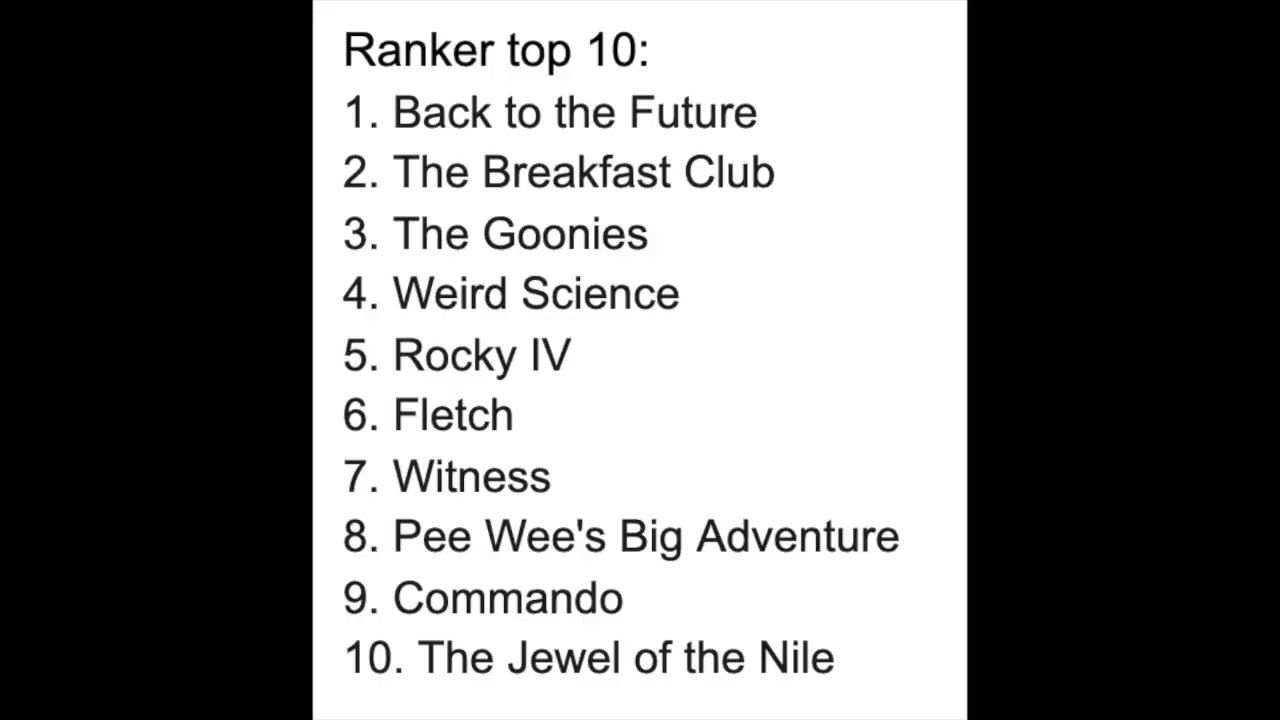 Ranker top 10:
1. Back to the Future
2. The Breakfast Club
3. The Goonies
4. Weird Science
5. Rocky IV
6. Fletch
7. Witness
8. Pee Wee's Big Adventure
9. Commando
10. The Jewel of the Nile